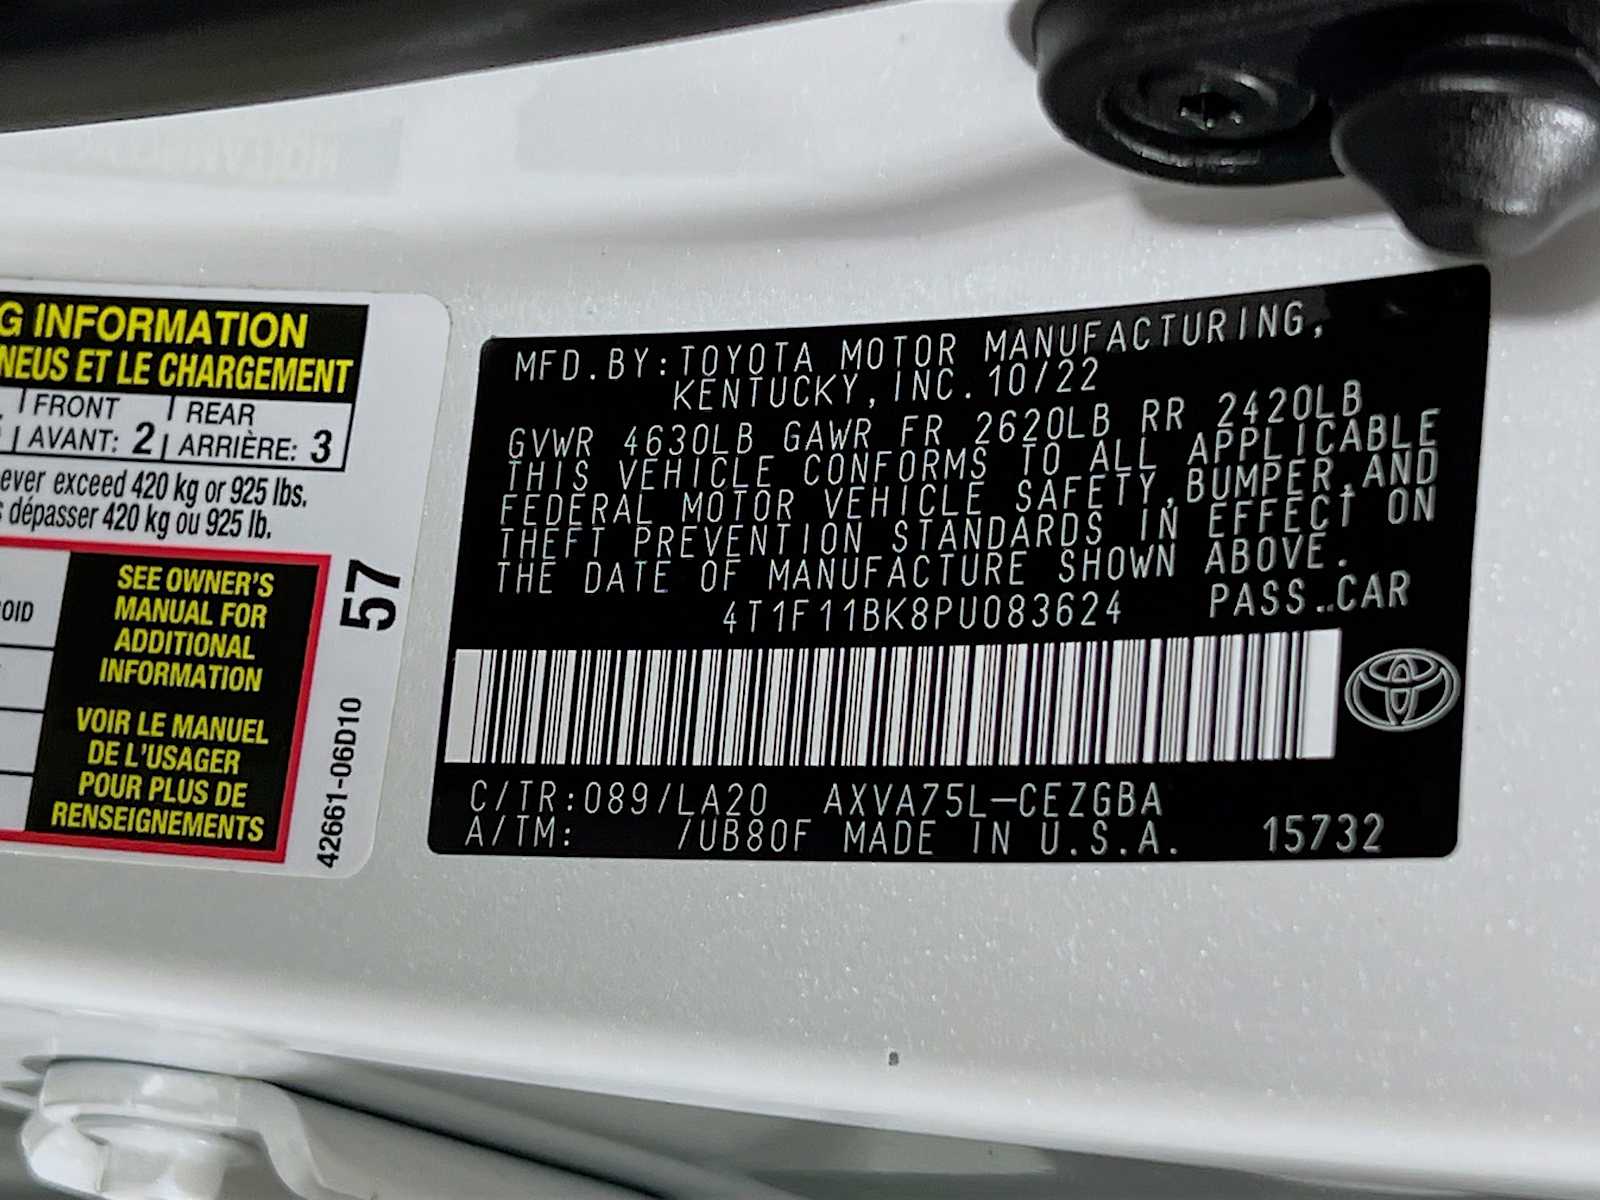 G INFORMATION
NEUS ET LE CHARGEMENT
FRONT REAR
AVANT: 2 ARRIÈRE: 3
ever exceed 420 kg or 925 lbs.
dépasser 420 kg ou 925 lb.
SEE OWNER'S
MANUAL FOR
ADDITIONAL
INFORMATION
VOIR LE MANUEL
DE L'USAGER
POUR PLUS DE
RENSEIGNEMENTS
57
42661-06D10
MFD.BY:TOYOTA MOTOR MANUFACTURING,
KENTUCKY,INC.10/22
GVWR 4630LB GAWR FR 2620LB RR 2420LB
THIS VEHICLE CONFORMS TO ALL APPLICABLE
FEDERAL MOTOR VEHICLE SAFETY,BUMPER,AND
THEFT PREVENTION STANDARDS IN EFFECT ON
THE DATE OF MANUFACTURE SHOWN ABOVE.
4T1F11BK8PU083624 PASS.CAR
C/TR:089/LA20 AXVA75L-CEZGBA
A/TM: /UB80F MADE IN U.S.A. 15732